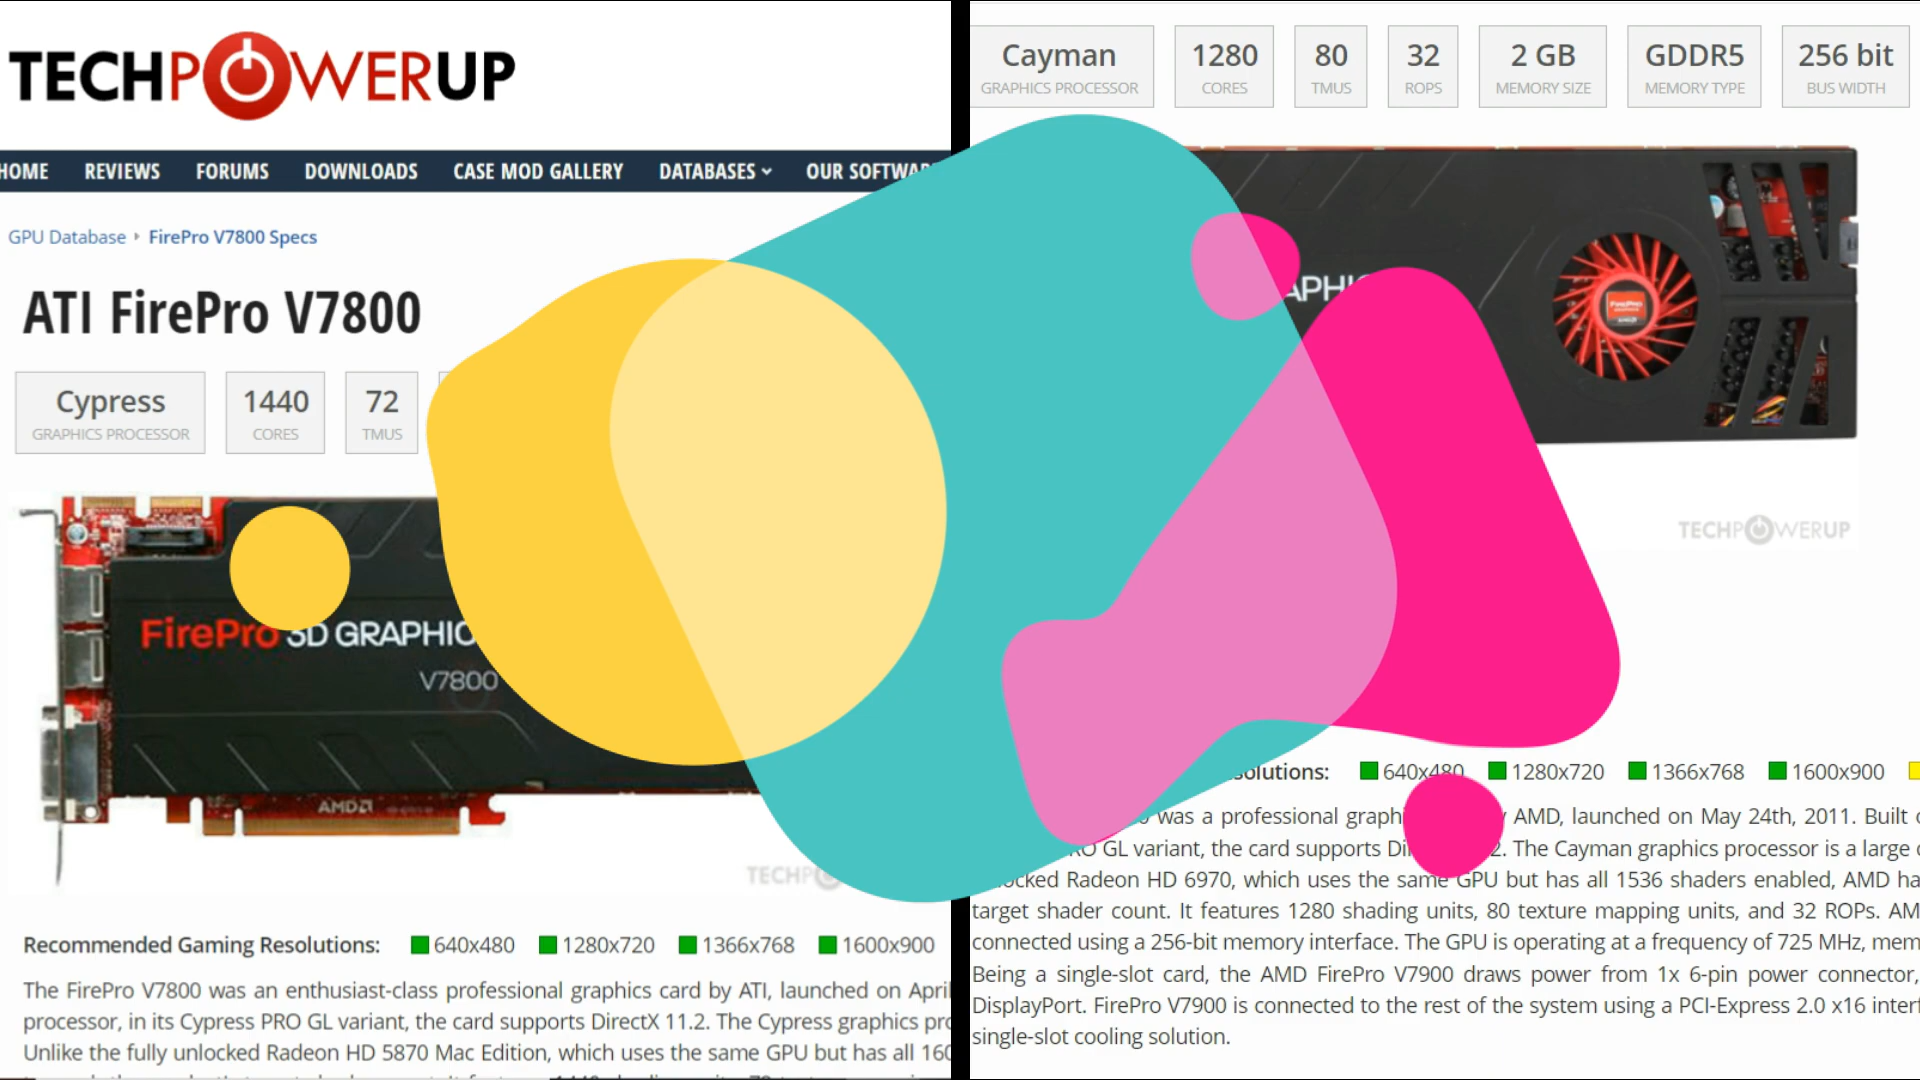 TECHPOWERUP
HOME REVIEWS FORUMS DOWNLOADS CASE MOD GALLERY DATABASES OUR
GPU Database FirePro V7800 Specs
ATI FirePro V7800
Cypress 1440 72
GRAPHICS PROCESSOR CORES TMUS
FirePro 3D
V7800
AMD
Recommended Gaming Resolutions: 640x480 1280x720 1366x768 1600x900
The FirePro V7800 was an enthusiast-class professional graphics card by ATI, launched on April
processor, in its Cypress PRO GL variant, the card supports DirectX 11.2. The Cypress graphics
Unlike the fully unlocked Radeon HD 5870 Mac Edition, which uses the same GPU but has all
Cayman 1280 80 32 2 GB GDDR5 256 bit
GRAPHICS PROCESSOR CORES TMUS ROPS MEMORY SIZE MEMORY TYPE BUS WIDTH
FirePro
AMD
TECHPOWERUP
640x480 1280x720 1366x768 1600x900
was a professional AMD, launched on May 24th, 2011. Built
GL variant, the card supports The Cayman graphics processor is a large
Radeon HD 6970, which uses the same GPU but has all 1536 shaders enabled, AMD
target shader count. It features 1280 shading units, 80 texture mapping units, and 32 ROPs.
connected using a 256-bit memory interface. The GPU is operating at a frequency of 725 MHz,
Being a single-slot card, the AMD FirePro V7900 draws power from 1x 6-pin power connector,
DisplayPort. FirePro V7900 is connected to the rest of the system using a PCI-Express 2.0 x16
single-slot cooling solution.